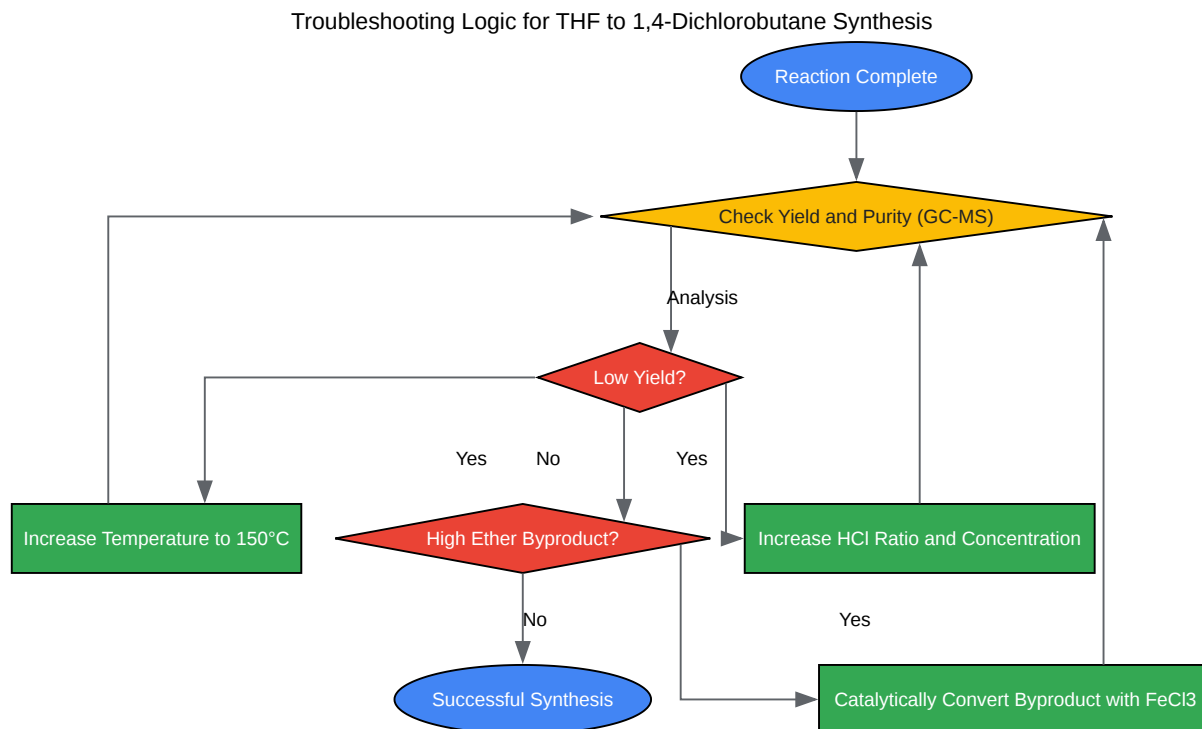 Troubleshooting Logic for THF to 1,4-Dichlorobutane Synthesis
Reaction Complete
Check Yield and Purity (GC-MS)
Analysis
Low Yield?
Yes
No
Yes
Increase Temperature to 150°C
High Ether Byproduct?
Increase HCl Ratio and Concentration
No
Yes
Successful Synthesis
Catalytically Convert Byproduct with FeCl3